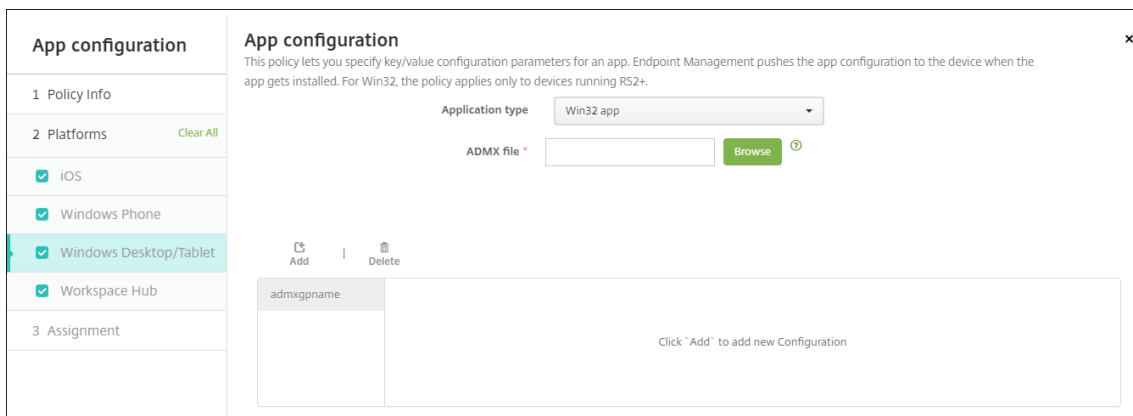 App configuration
1 Policy Info
2 Platforms Clear All
iOS
Windows Phone
Windows Desktop/Tablet
Workspace Hub
3 Assignment
App configuration
This policy lets you specify key/value configuration parameters for an app. Endpoint Management pushes the app configuration to the device when the
app gets installed. For Win32, the policy applies only to devices running RS2+.
Application type Win32 app
ADMX file * Browse ?
Add | Delete
admxgpname
Click `Add` to add new Configuration